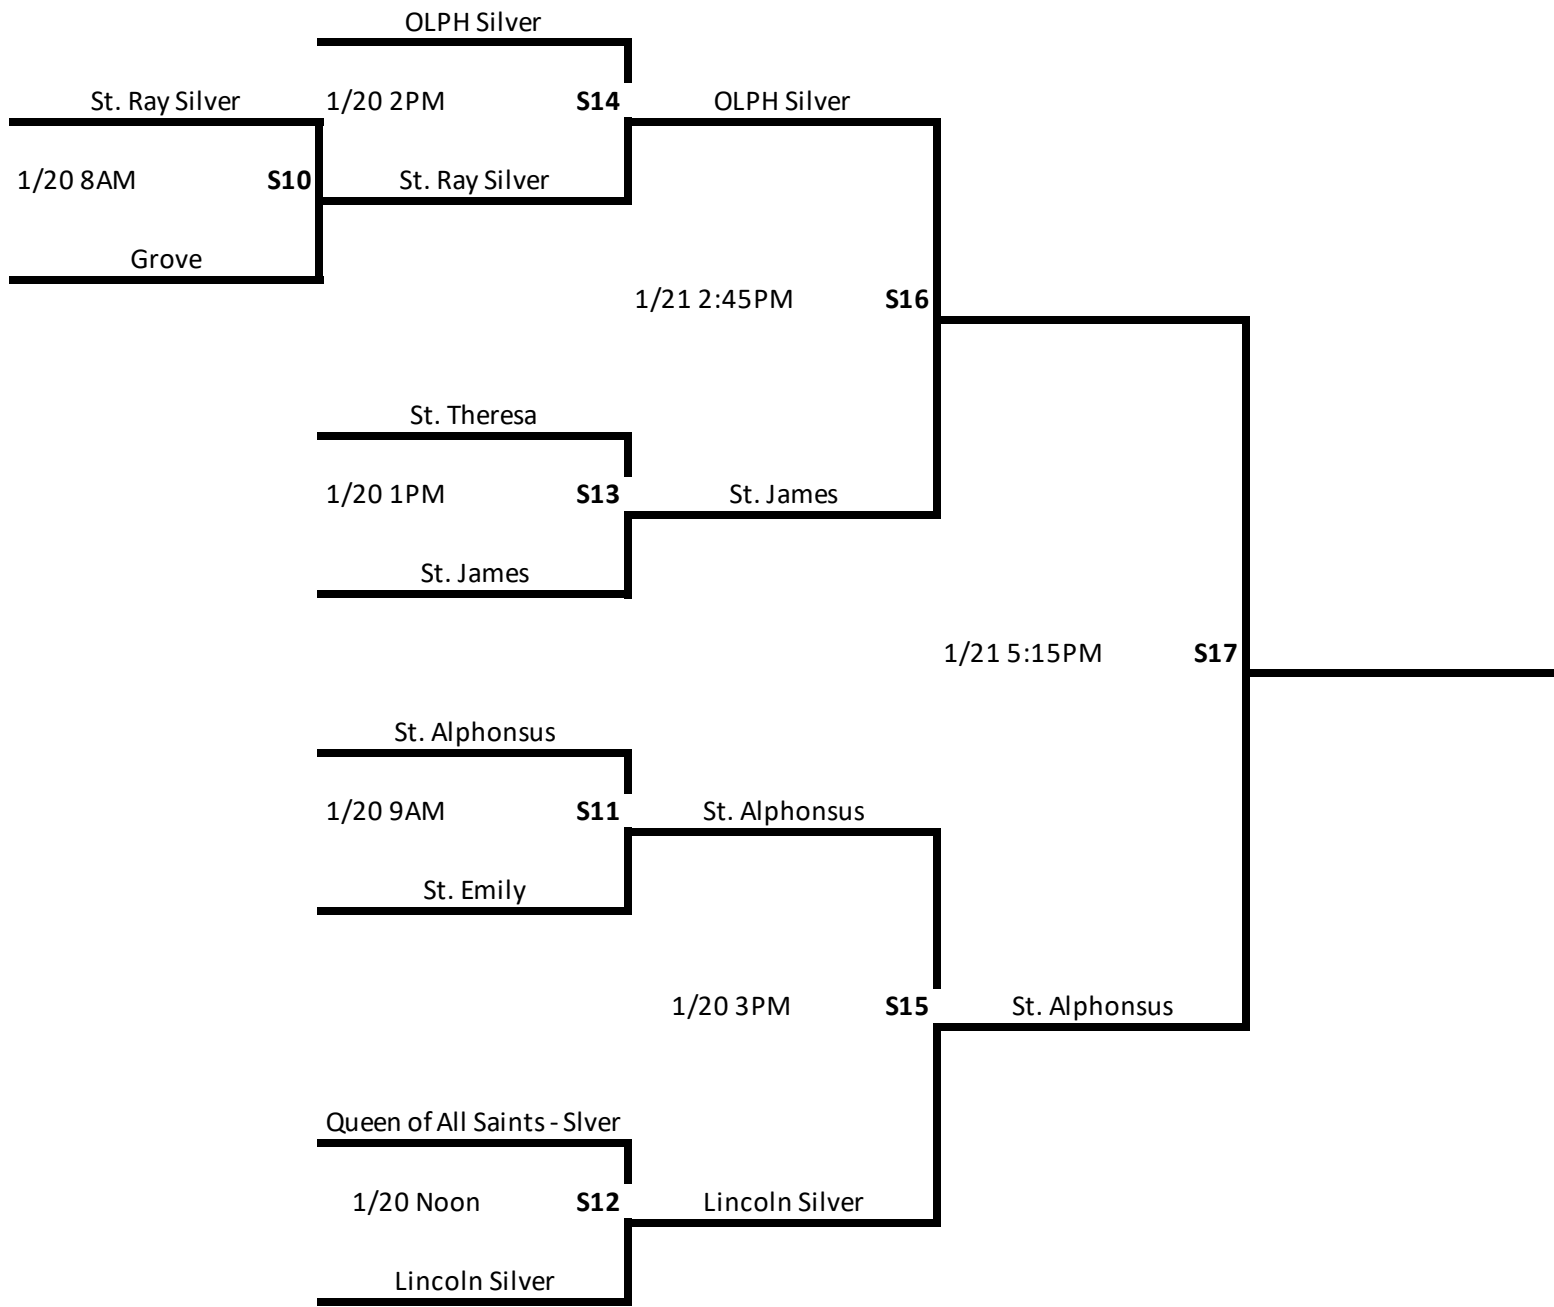 OLPH Silver
St. Ray Silver
1/20 2PM
S14
OLPH Silver
1/20 8AM
S10
St. Ray Silver
Grove
1/21 2:45PM
S16
St. Theresa
1/20 1PM
S13
St. James
St. James
1/21 5:15PM
S17
St. Alphonsus
1/20 9AM
S11
St. Alphonsus
St. Emily
1/20 3PM
S15
St. Alphonsus
Queen of All Saints - Slver
1/20 Noon
S12
Lincoln Silver
Lincoln Silver